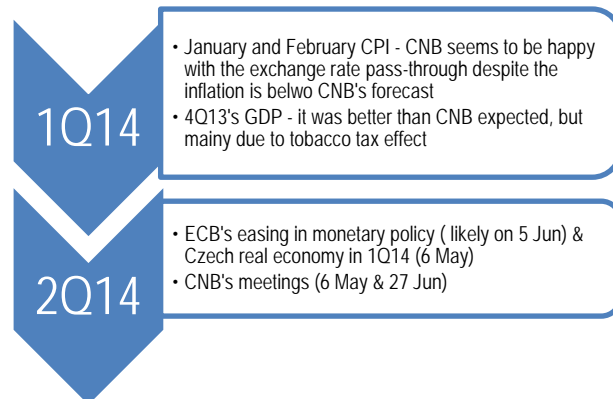 1Q14
• January and February CPI - CNB seems to be happy
with the exchange rate pass-through despite the
inflation is belwo CNB's forecast
• 4Q13's GDP - it was better than CNB expected, but
mainy due to tobacco tax effect
2Q14
• ECB's easing in monetary policy ( likely on 5 Jun) &
Czech real economy in 1Q14 (6 May)
• CNB's meetings (6 May & 27 Jun)